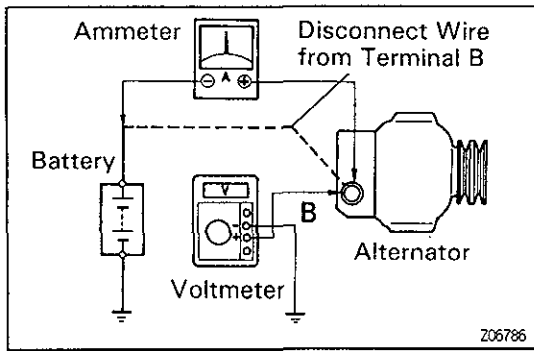 Ammeter
Disconnect Wire
from Terminal B
− A +
Battery
V
−
+
B
Alternator
Voltmeter
Z06786